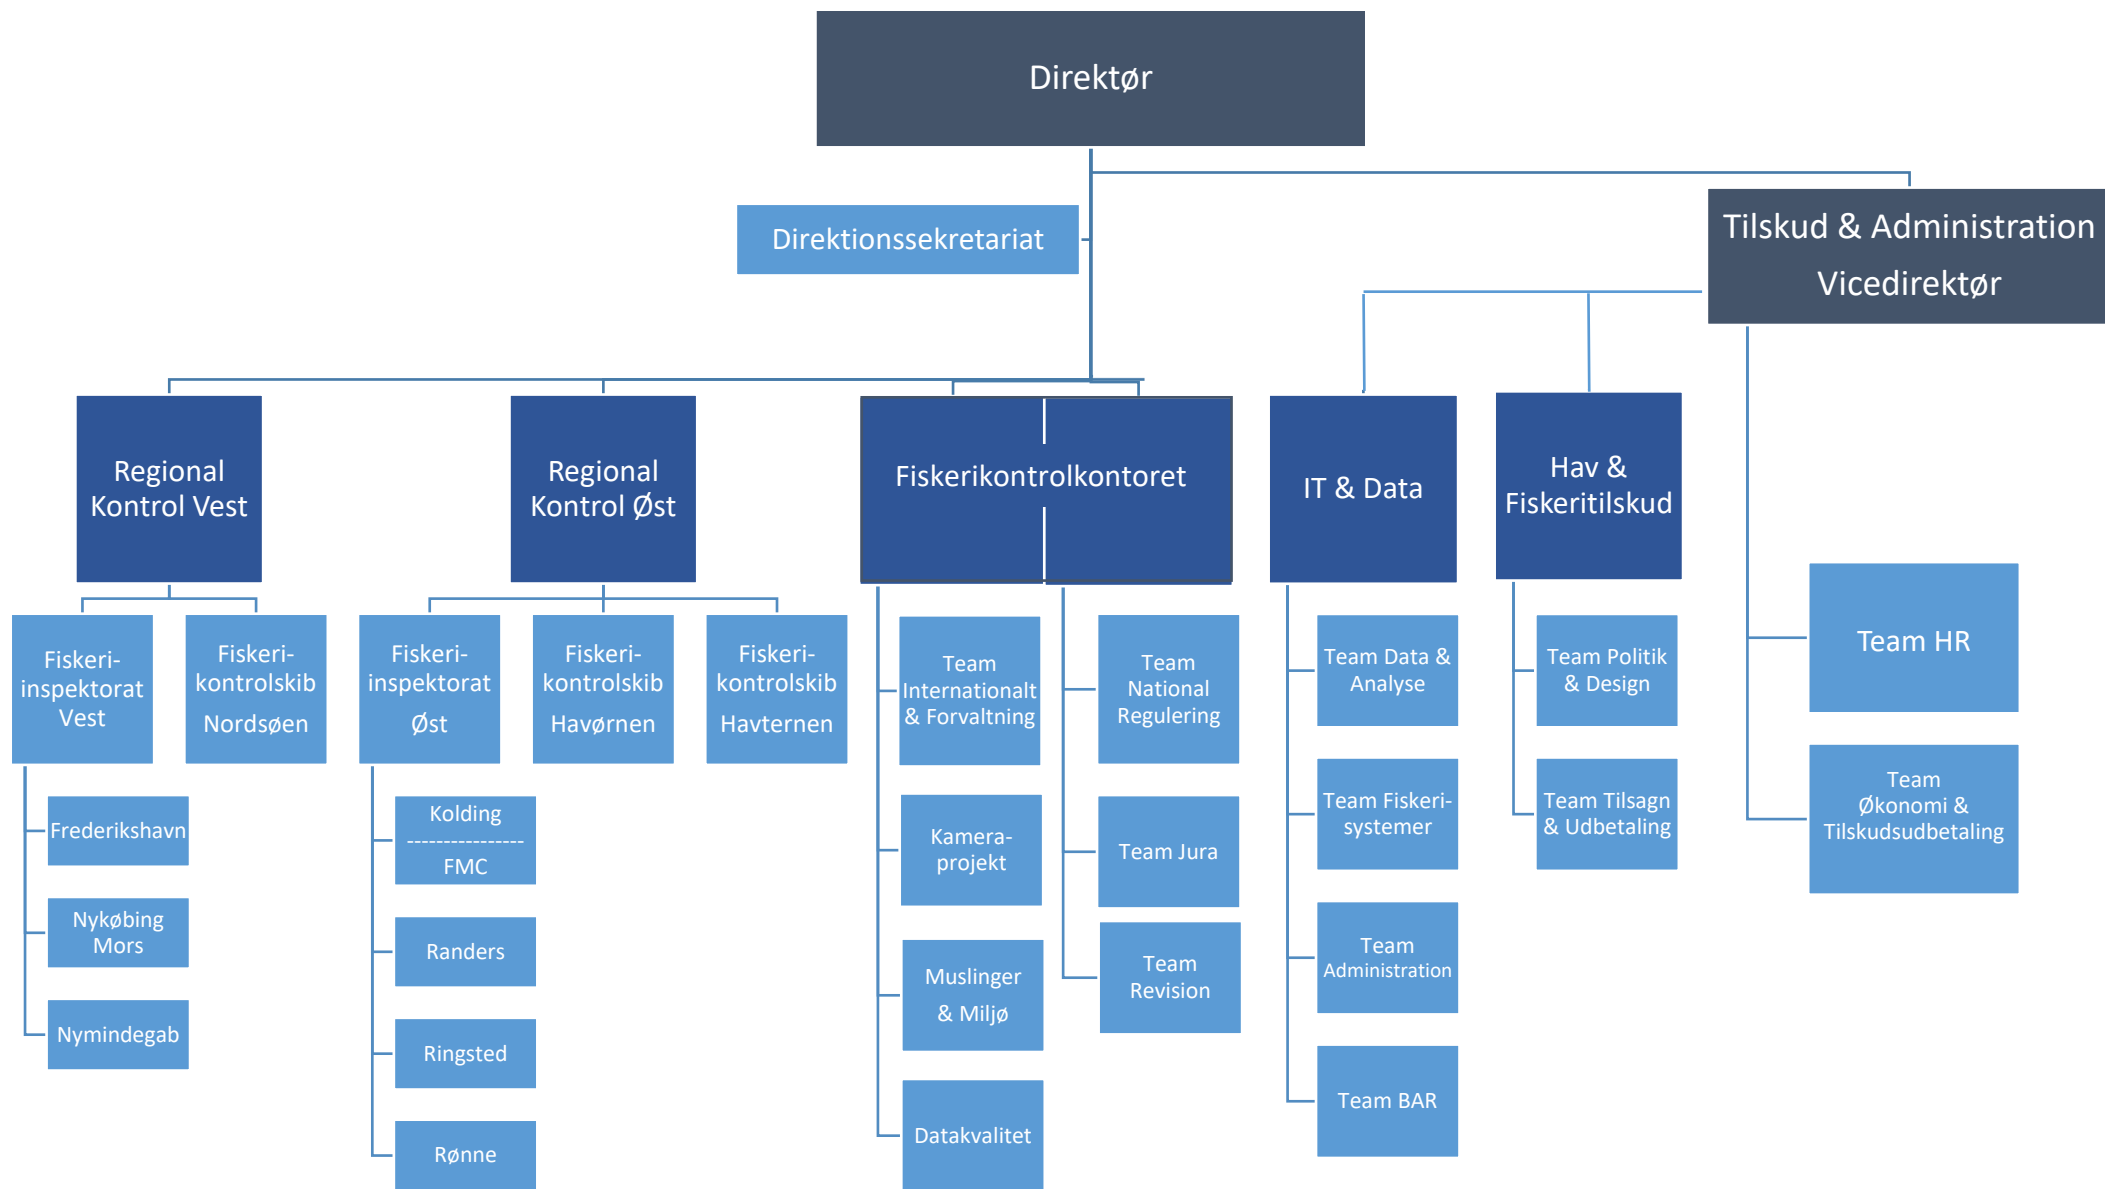 Direktør
Direktionssekretariat
Tilskud & Administration
Vicedirektør
Regional
Kontrol Vest
Regional
Kontrol Øst
Fiskerikontrolkontoret
IT & Data
Hav &
Fiskeritilskud
Fiskeri-
inspektorat
Vest
Fiskeri-
kontrolskib
Nordsøen
Fiskeri-
inspektorat
Øst
Fiskeri-
kontrolskib
Havørnen
Fiskeri-
kontrolskib
Havternen
Team
Internationalt
& Forvaltning
Team
National
Regulering
Team Data &
Analyse
Team Politik
& Design
Team HR
Frederikshavn
Nykøbing
Mors
Nymindegab
Kolding
----------------
FMC
Randers
Ringsted
Rønne
Kamera-
projekt
Muslinger
& Miljø
Datakvalitet
Team Jura
Team
Revision
Team Fiskeri-
systemer
Team
Administration
Team BAR
Team Tilsagn
& Udbetaling
Team
Økonomi &
Tilskudsudbetaling